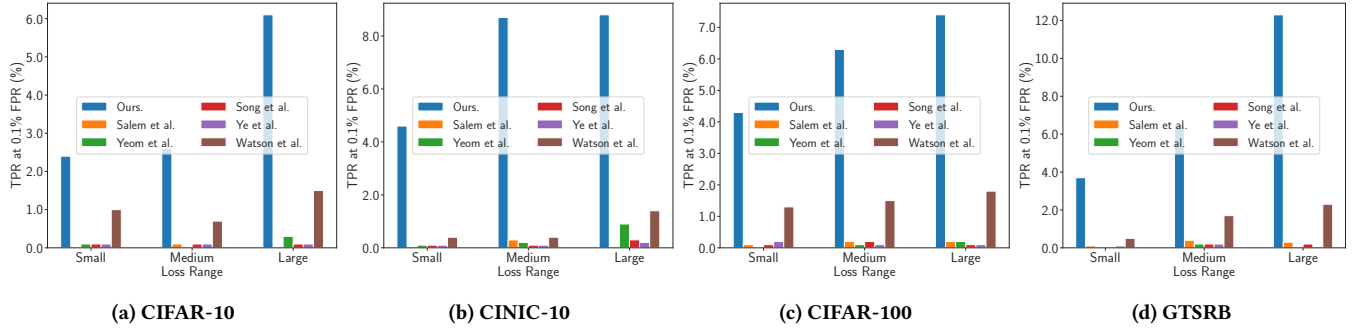 6.0
5.0
4.0
3.0
2.0
1.0
0.0
TPR at 0.1% FPR (%)
Ours.
Salem et al.
Yeom et al.
Song et al.
Ye et al.
Watson et al.
Small
Medium
Large
Loss Range
(a) CIFAR-10
8.0
6.0
4.0
2.0
0.0
TPR at 0.1% FPR (%)
Ours.
Salem et al.
Yeom et al.
Song et al.
Ye et al.
Watson et al.
Small
Medium
Large
Loss Range
(b) CINIC-10
7.0
6.0
5.0
4.0
3.0
2.0
1.0
0.0
TPR at 0.1% FPR (%)
Ours.
Salem et al.
Yeom et al.
Song et al.
Ye et al.
Watson et al.
Small
Medium
Large
Loss Range
(c) CIFAR-100
12.0
10.0
8.0
6.0
4.0
2.0
0.0
TPR at 0.1% FPR (%)
Ours.
Salem et al.
Yeom et al.
Song et al.
Ye et al.
Watson et al.
Small
Medium
Large
Loss Range
(d) GTSRB